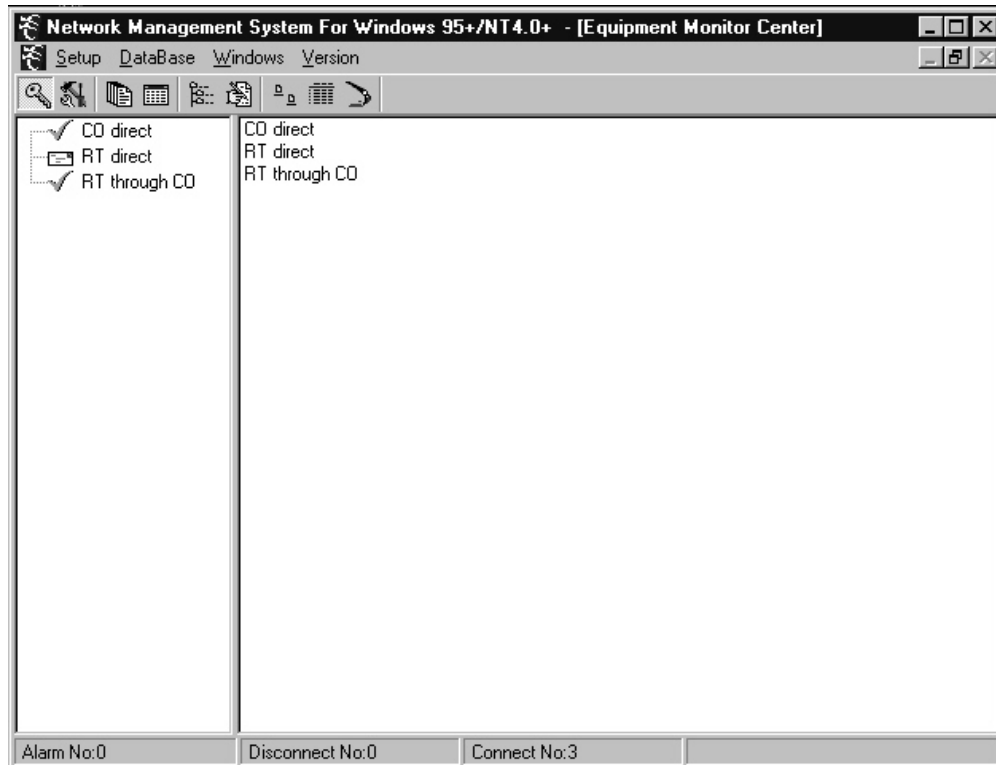 Network Management System For Windows 95+/NT4.0+ - [Equipment Monitor Center]
Setup DataBase Windows Version
CO direct
RT direct
RT through CO
CO direct
RT direct
RT through CO
Alarm No:0 Disconnect No:0 Connect No:3